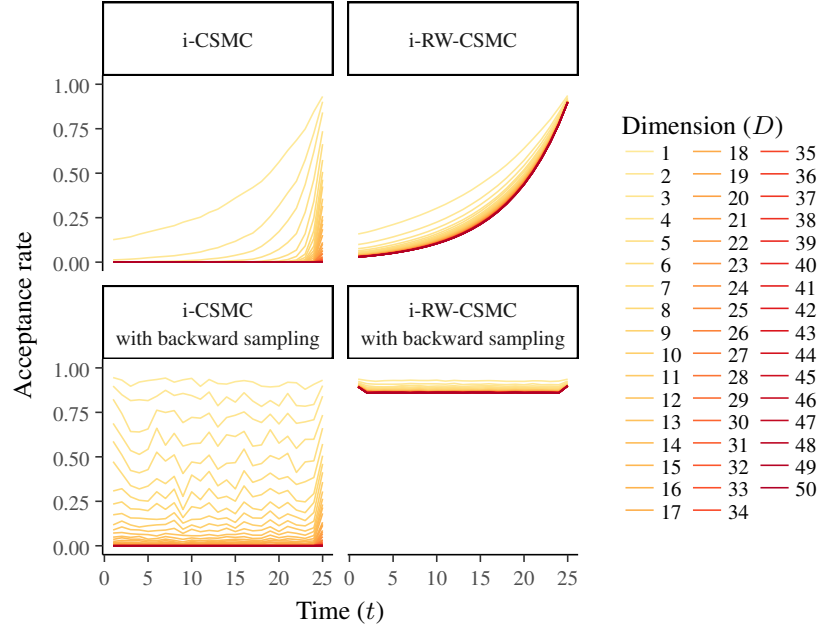 i-CSMC
i-RW-CSMC
1.00
0.75
0.50
0.25
0.00
i-CSMC
with backward sampling
i-RW-CSMC
with backward sampling
1.00
0.75
0.50
0.25
0.00
0 5 10 15 20 25
0 5 10 15 20 25
Time (t)
Acceptance rate
Dimension (D)
1 18 35
2 19 36
3 20 37
4 21 38
5 22 39
6 23 40
7 24 41
8 25 42
9 26 43
10 27 44
11 28 45
12 29 46
13 30 47
14 31 48
15 32 49
16 33 50
17 34